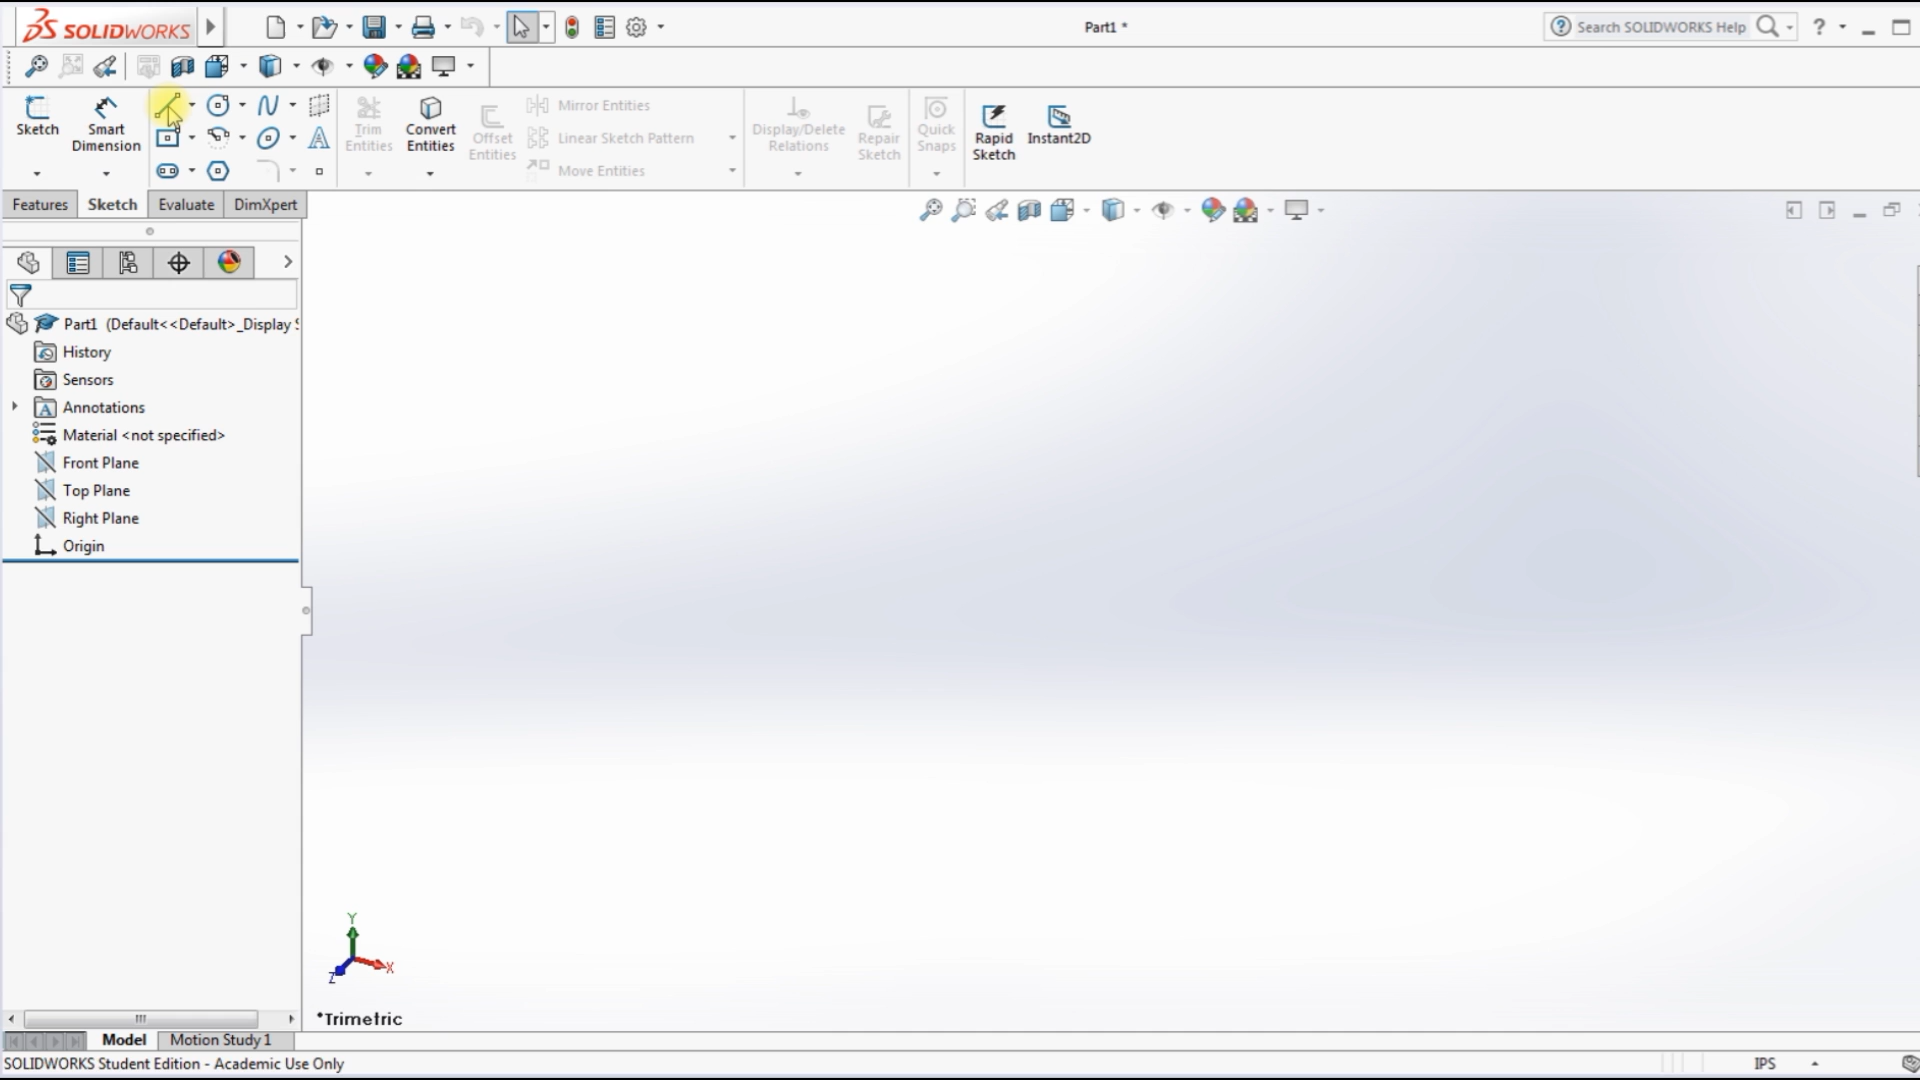 SOLIDWORKS
Part1 *
Search SOLIDWORKS Help
?
Sketch
Smart
Dimension
Trim
Entities
Convert
Entities
Offset
Entities
Mirror Entities
Linear Sketch Pattern
Move Entities
Display/Delete
Relations
Repair
Sketch
Quick
Snaps
Rapid
Sketch
Instant2D
Features
Sketch
Evaluate
DimXpert
Part1 (Default<<Default>_Display S
History
Sensors
Annotations
Material <not specified>
Front Plane
Top Plane
Right Plane
Origin
Y
X
Z
*Trimetric
Model
Motion Study 1
SOLIDWORKS Student Edition - Academic Use Only
IPS